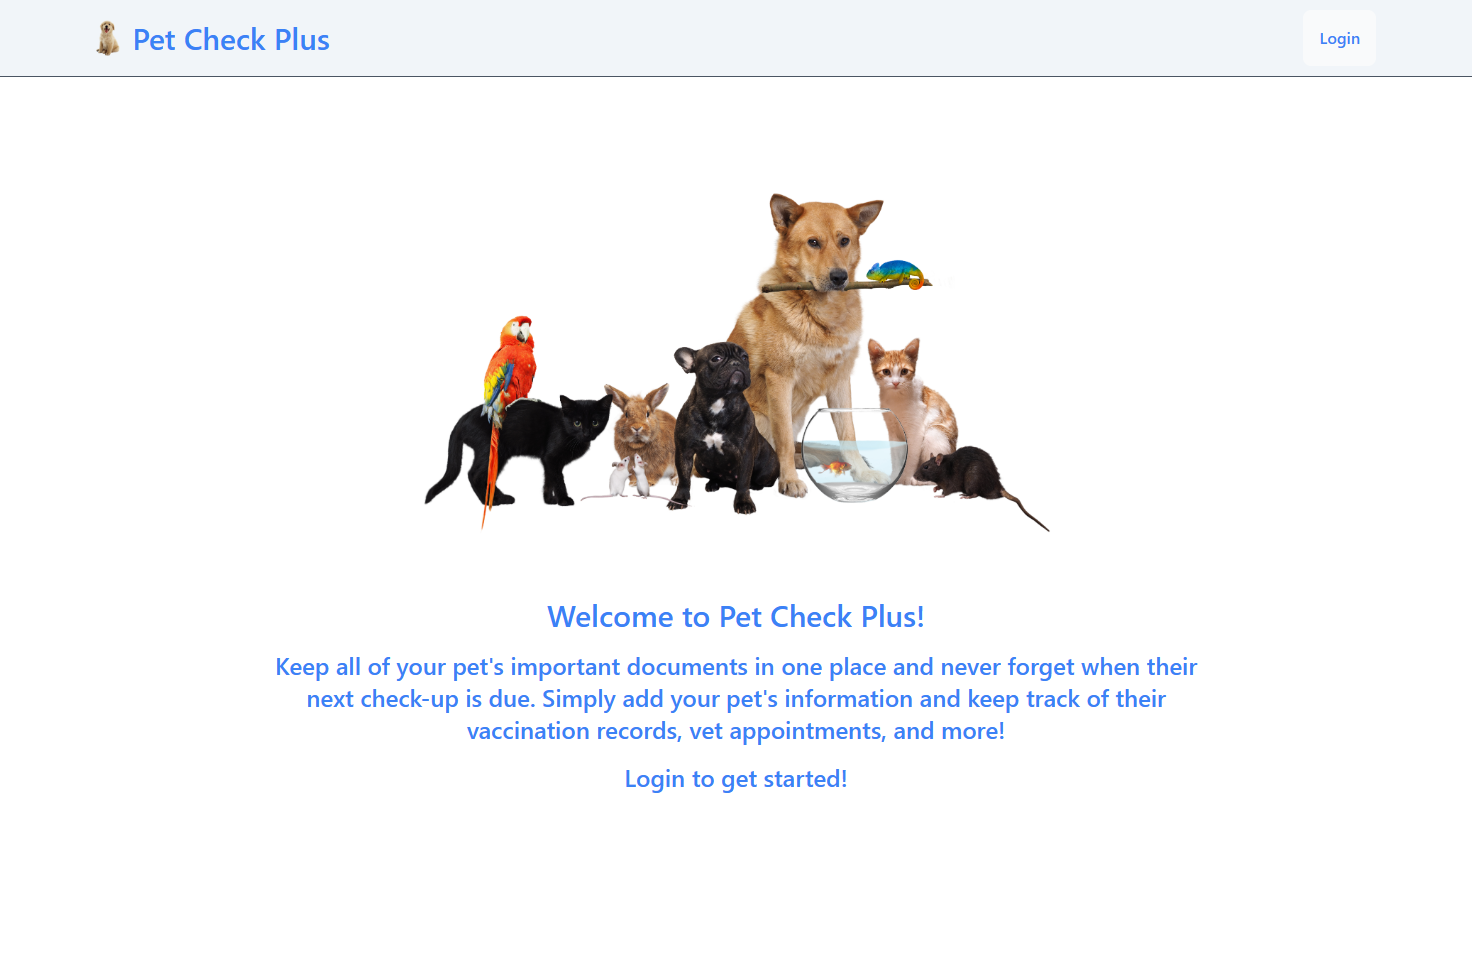 Pet Check Plus
Login
Welcome to Pet Check Plus!
Keep all of your pet's important documents in one place and never forget when their
next check-up is due. Simply add your pet's information and keep track of their
vaccination records, vet appointments, and more!
Login to get started!